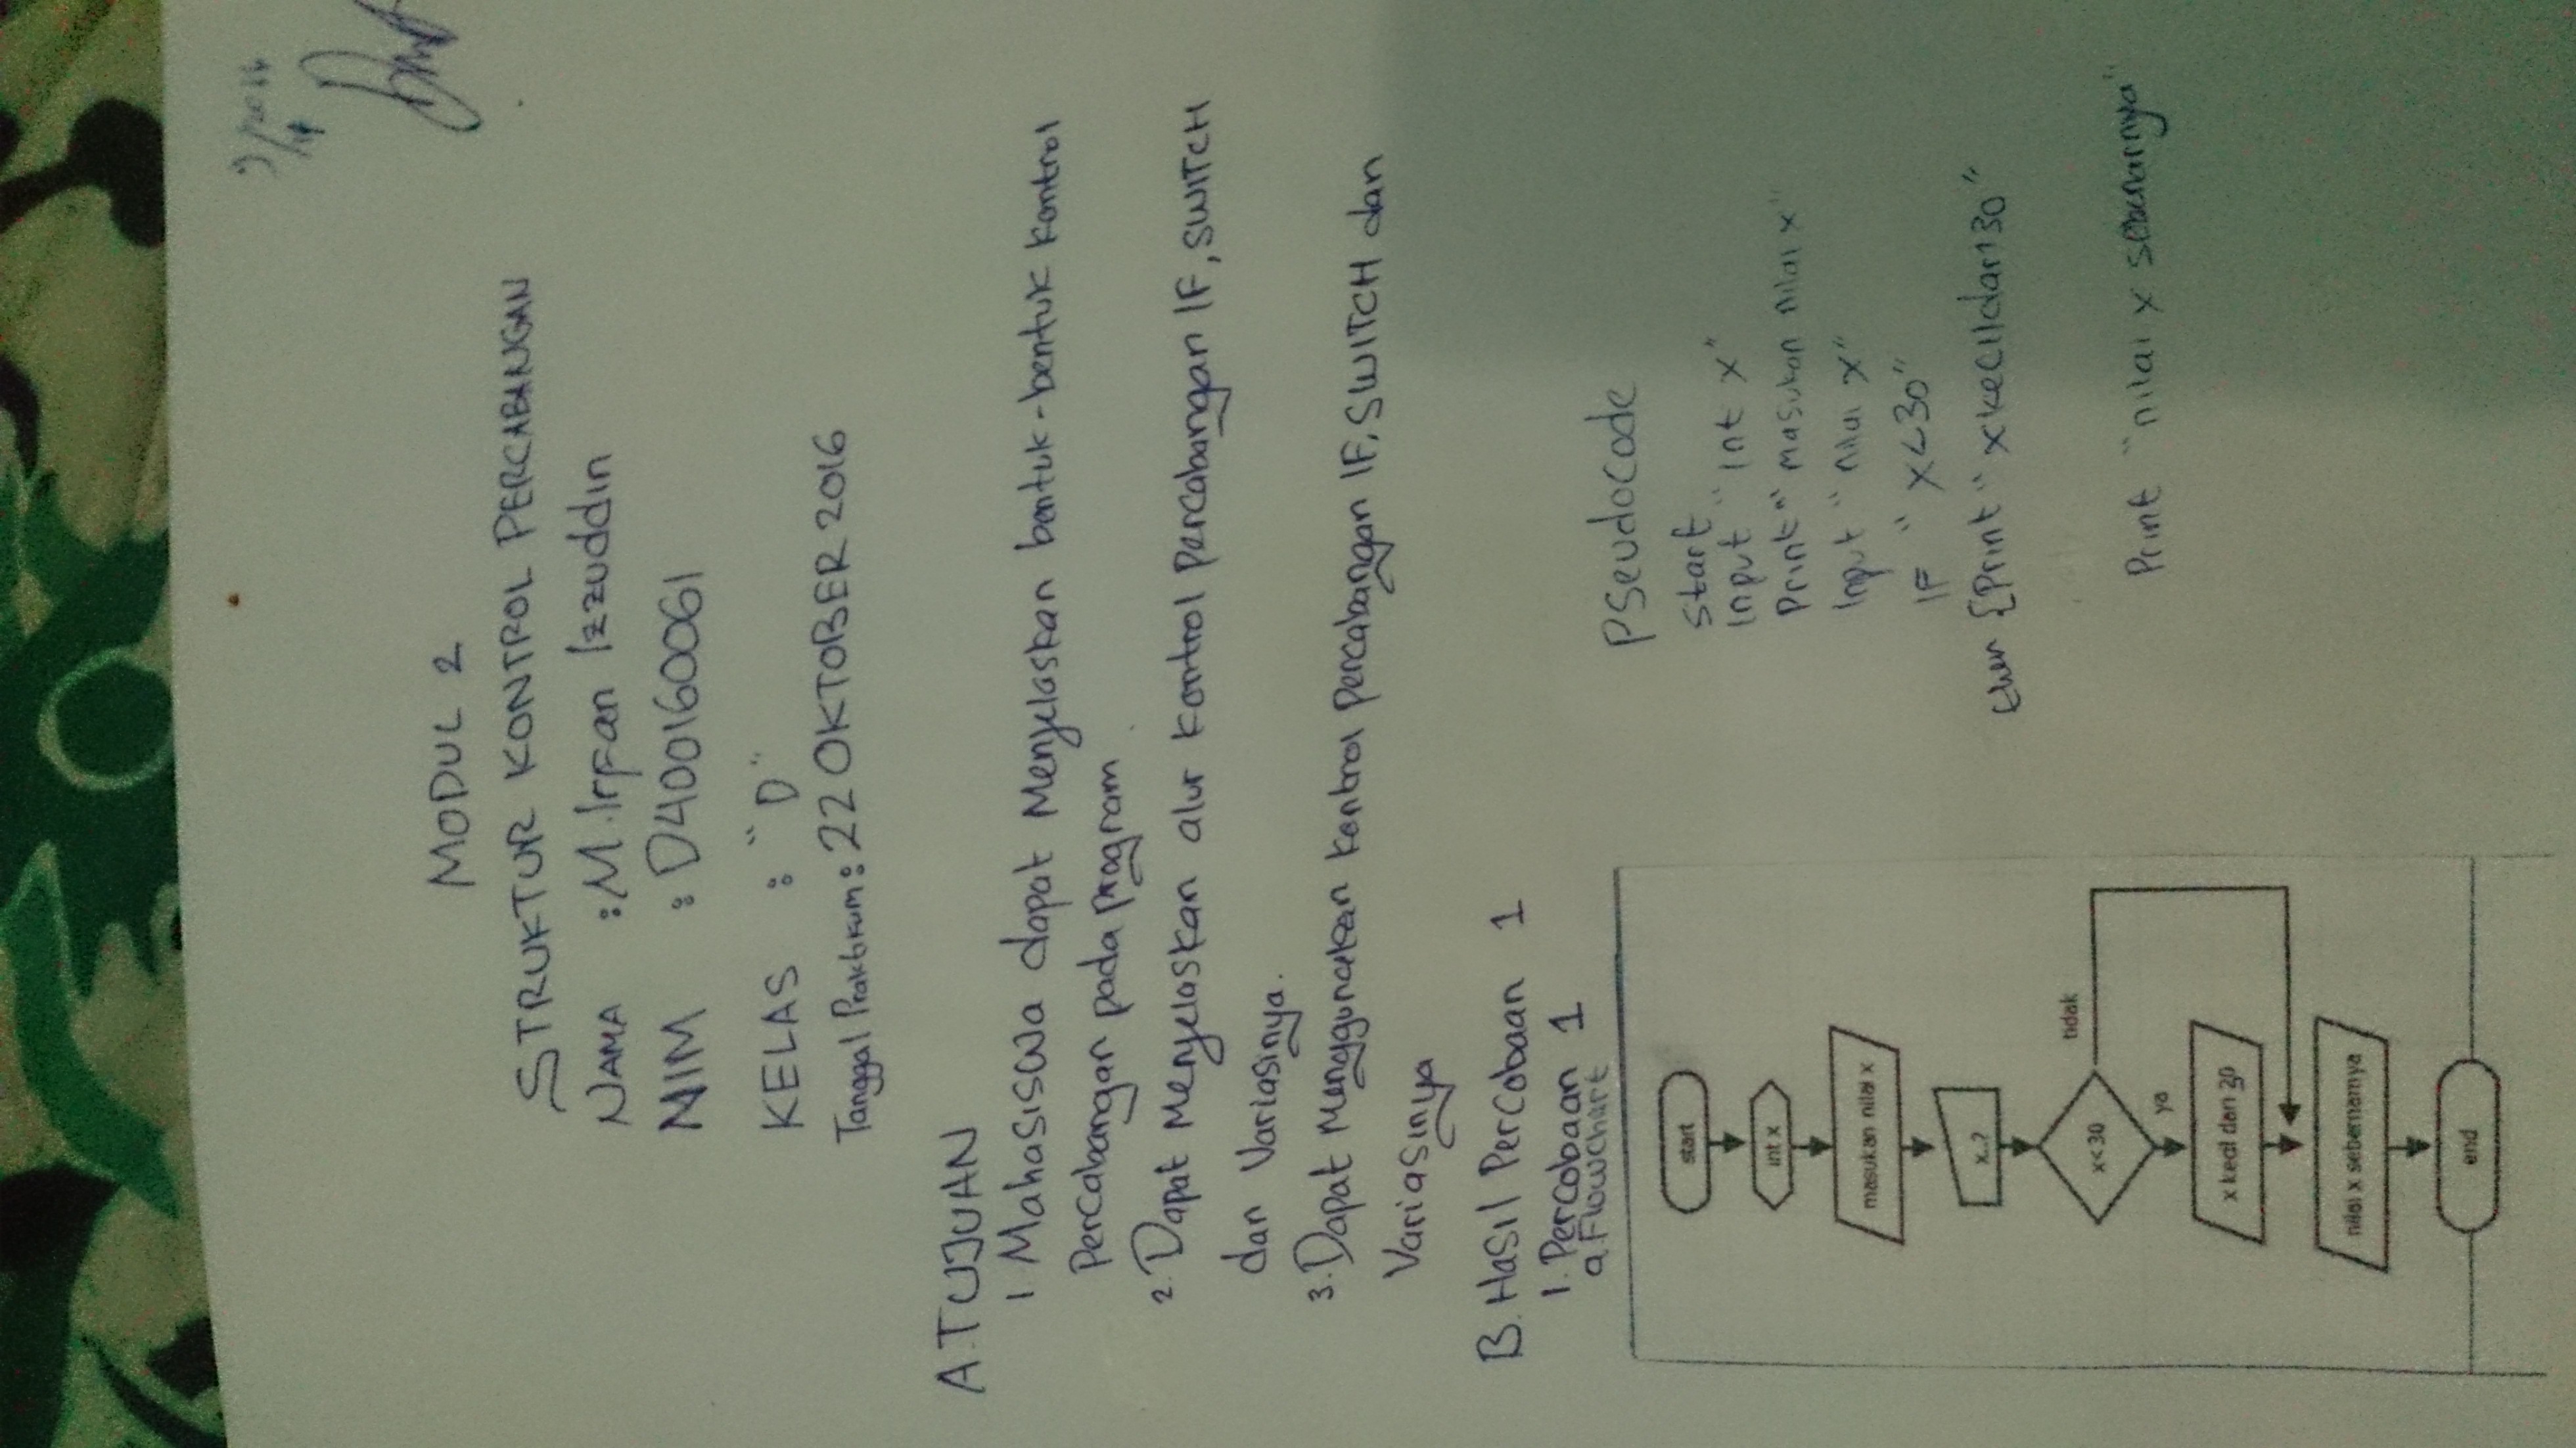 MODUL 2
STRUKTUR KONTROL PERCABANGAN
NAMA : M. Irfan Izzuddin
NIM : D400160061
KELAS : "D"
Tanggal Praktikum : 22 OKTOBER 2016
A. TUJUAN
1 Mahasiswa dapat Menjelaskan bentuk-bentuk kontrol
Percabangan pada program
2. Dapat Menjelaskan alur kontrol percabangan IF, SWITCH
dan Variasinya.
3. Dapat Menggunakan kontrol percabangan IF, SWITCH dan
Variasinya
B. Hasil Percobaan 1
1. Percobaan 1
a. Flowchart
start
int x
masukan nilai x
x..?
x<30
tidak
ya
x kecil dari 30
nilai x sebernarnya
end
Pseudocode
Start
Input "Int x"
Print "masukan nilai x"
Input "nilai x"
IF "x<30"
then {Print "x kecil dari 30"
Print "nilai x sebenarnya"